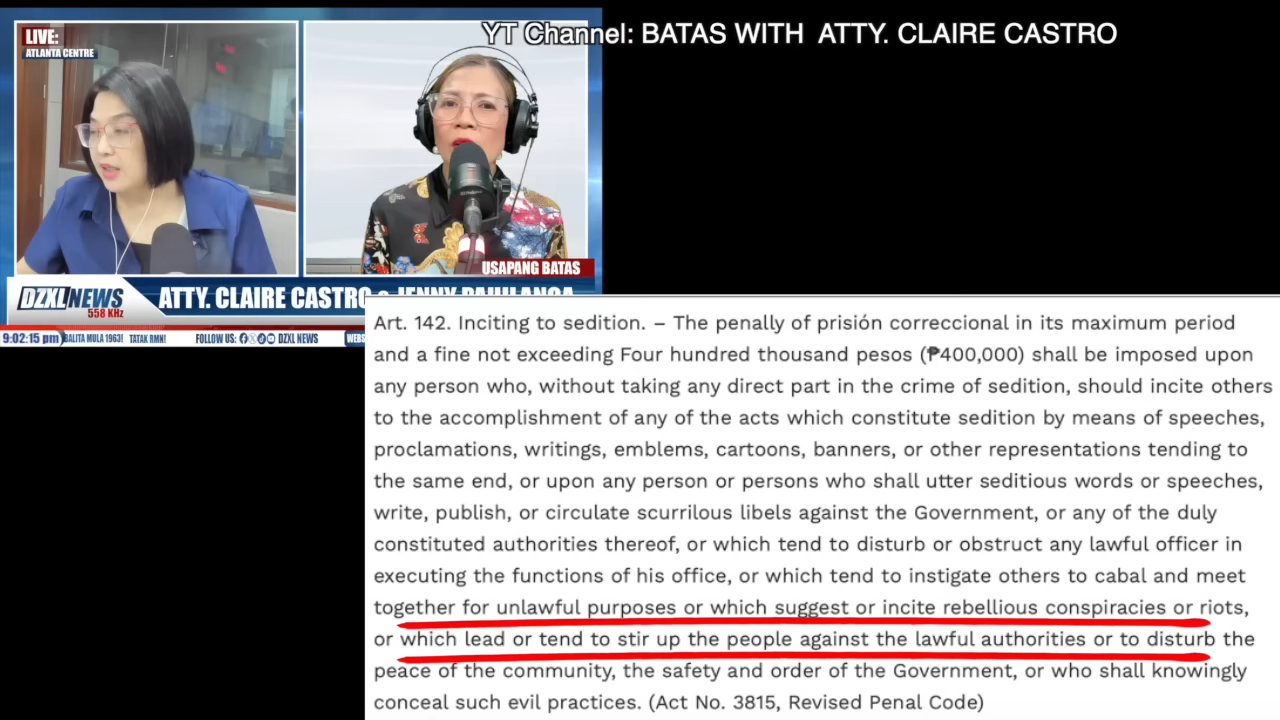 YT Channel: BATAS WITH ATTY. CLAIRE CASTRO
LIVE:
ATLANTA CENTRE
USAPANG BATAS
DZXL NEWS
558 KHz
ATTY. CLAIRE CASTRO
9:02:15 pm
BALITA MULA 1963! TATAK RMN!
FOLLOW US:
DZXL NEWS
Art. 142. Inciting to sedition. – The penally of prisión correccional in its maximum period
and a fine not exceeding Four hundred thousand pesos (₱400,000) shall be imposed upon
any person who, without taking any direct part in the crime of sedition, should incite others
to the accomplishment of any of the acts which constitute sedition by means of speeches,
proclamations, writings, emblems, cartoons, banners, or other representations tending to
the same end, or upon any person or persons who shall utter seditious words or speeches,
write, publish, or circulate scurrilous libels against the Government, or any of the duly
constituted authorities thereof, or which tend to disturb or obstruct any lawful officer in
executing the functions of his office, or which tend to instigate others to cabal and meet
together for unlawful purposes or which suggest or incite rebellious conspiracies or riots,
or which lead or tend to stir up the people against the lawful authorities or to disturb the
peace of the community, the safety and order of the Government, or who shall knowingly
conceal such evil practices. (Act No. 3815, Revised Penal Code)